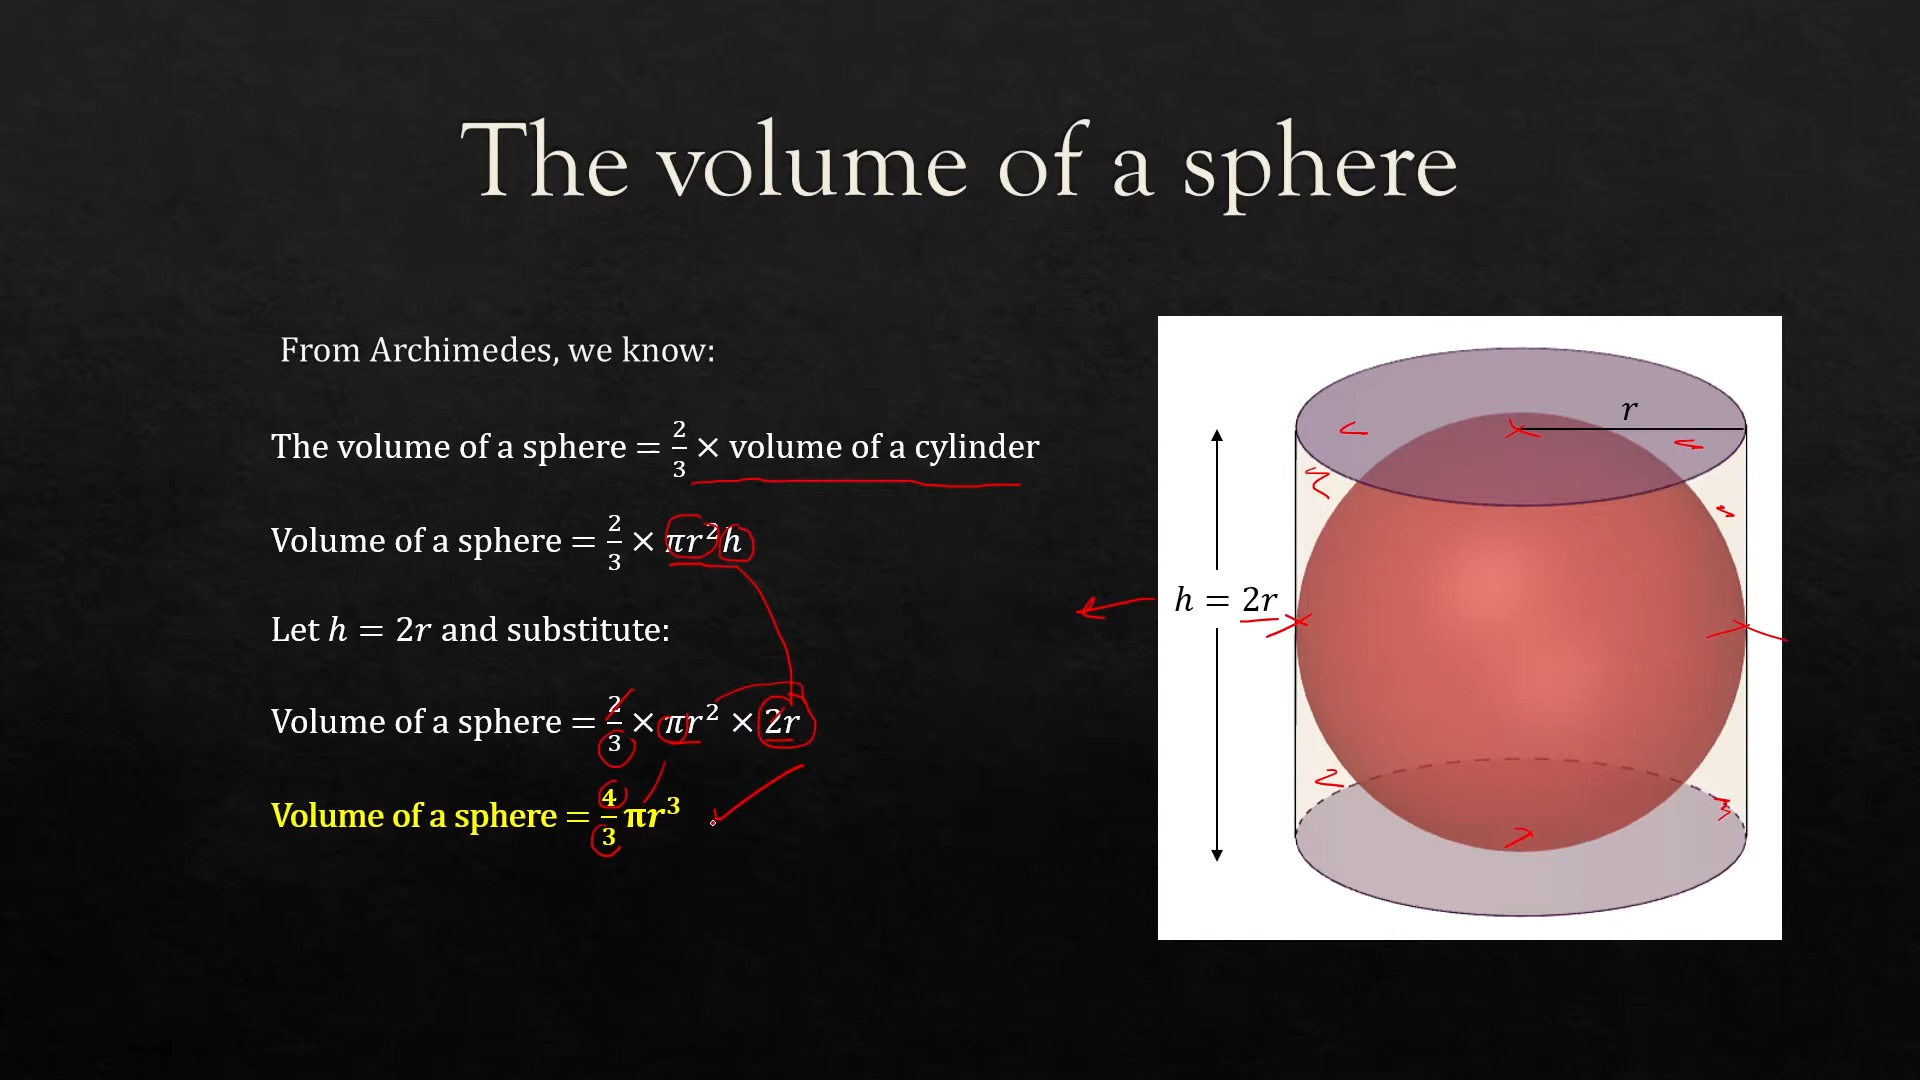 The volume of a sphere
From Archimedes, we know:
The volume of a sphere = 2/3 × volume of a cylinder
Volume of a sphere = 2/3 × πr²h
Let h = 2r and substitute:
Volume of a sphere = 2/3 × πr² × 2r
Volume of a sphere = 4/3 πr³
r
h = 2r